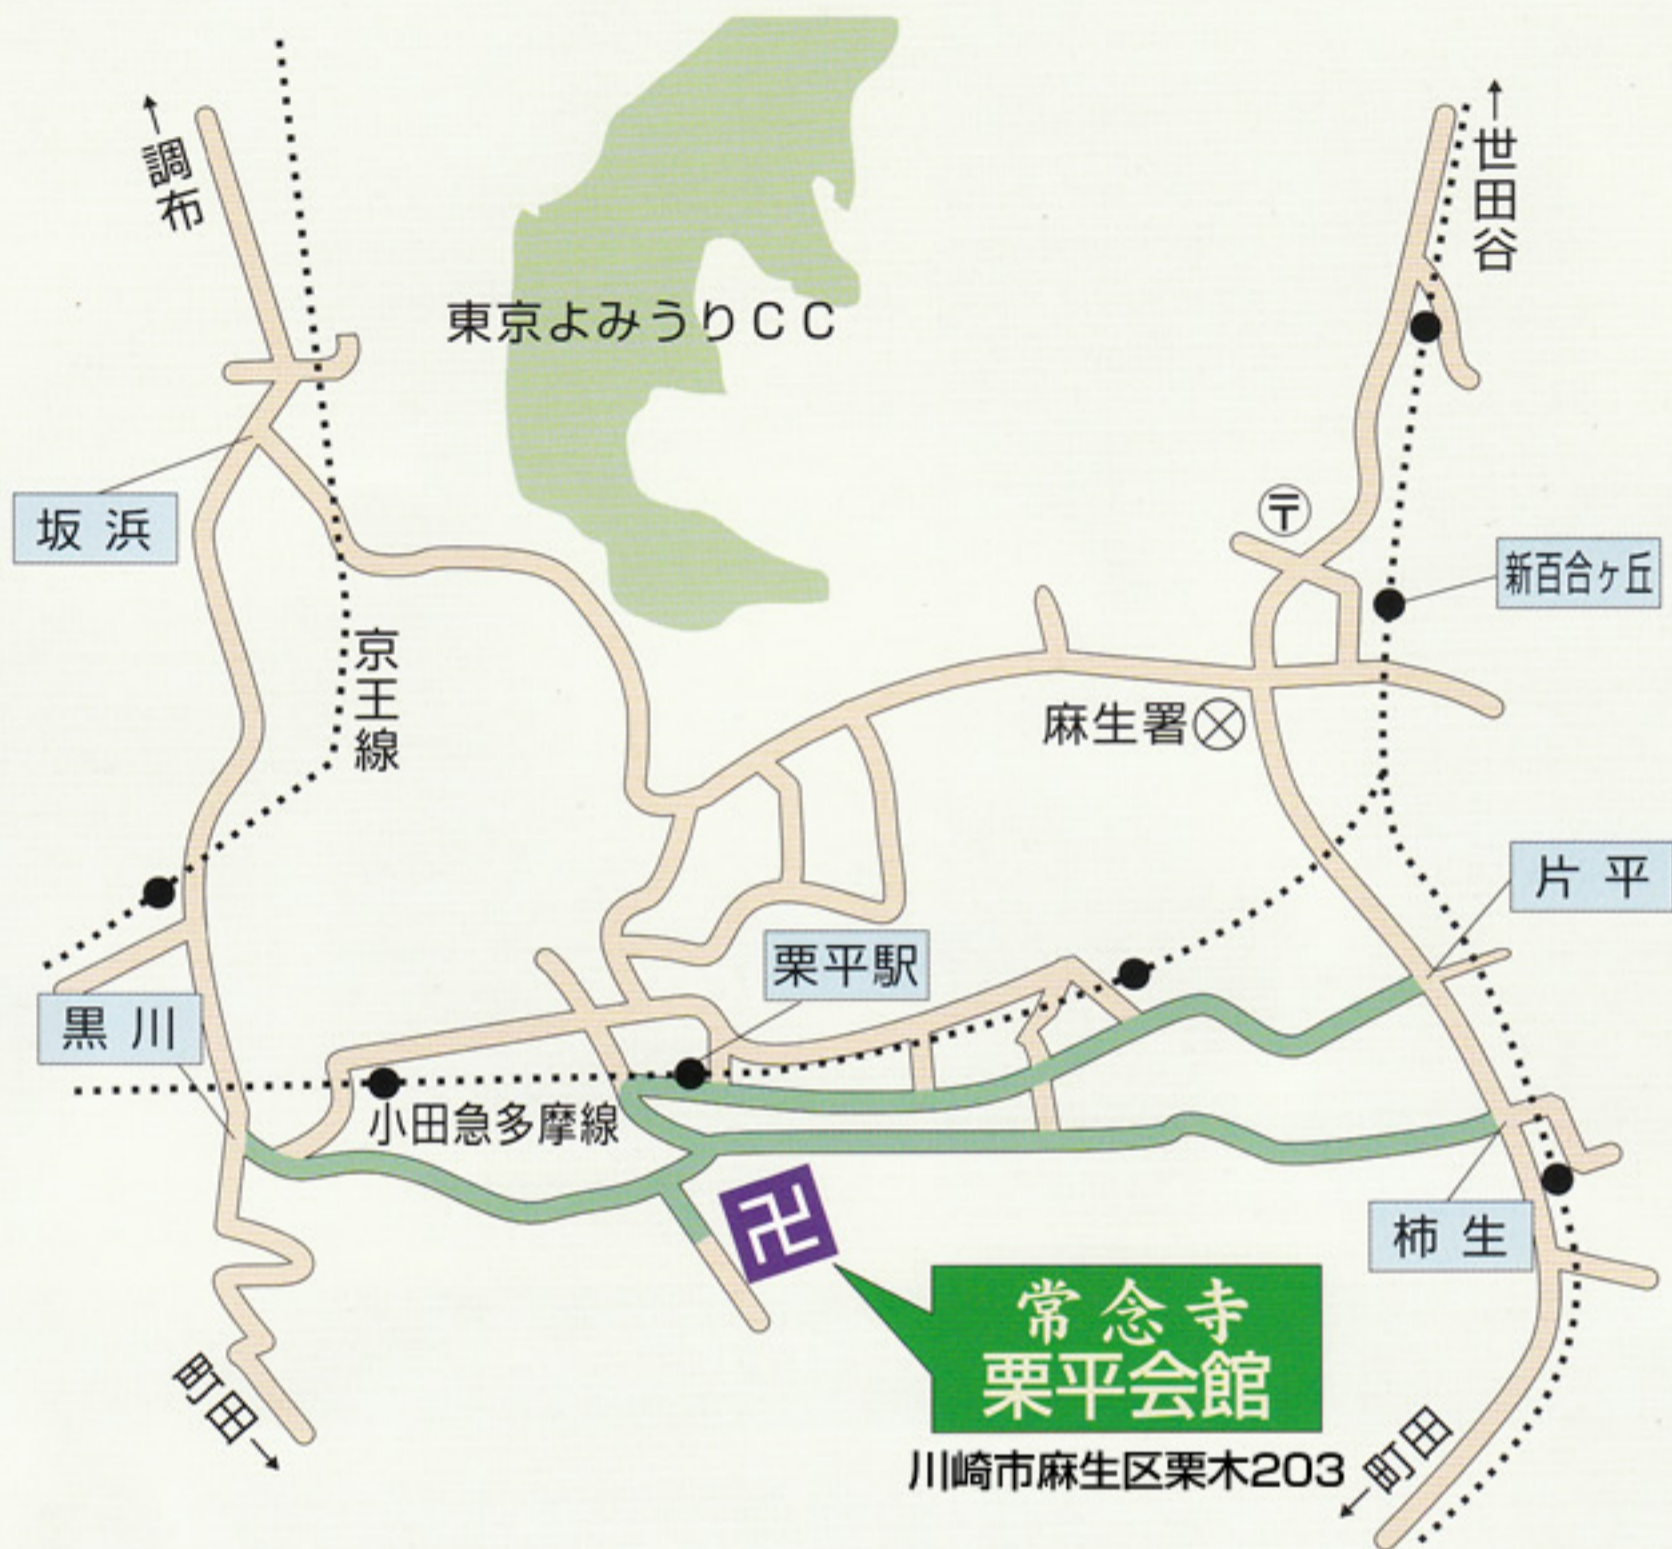 ←調布
←世田谷
東京よみうりCC
坂浜
〒
新百合ヶ丘
京王線
麻生署
片平
栗平駅
黒川
小田急多摩線
卍
柿生
常念寺
栗平会館
町田→
川崎市麻生区栗木203
←町田